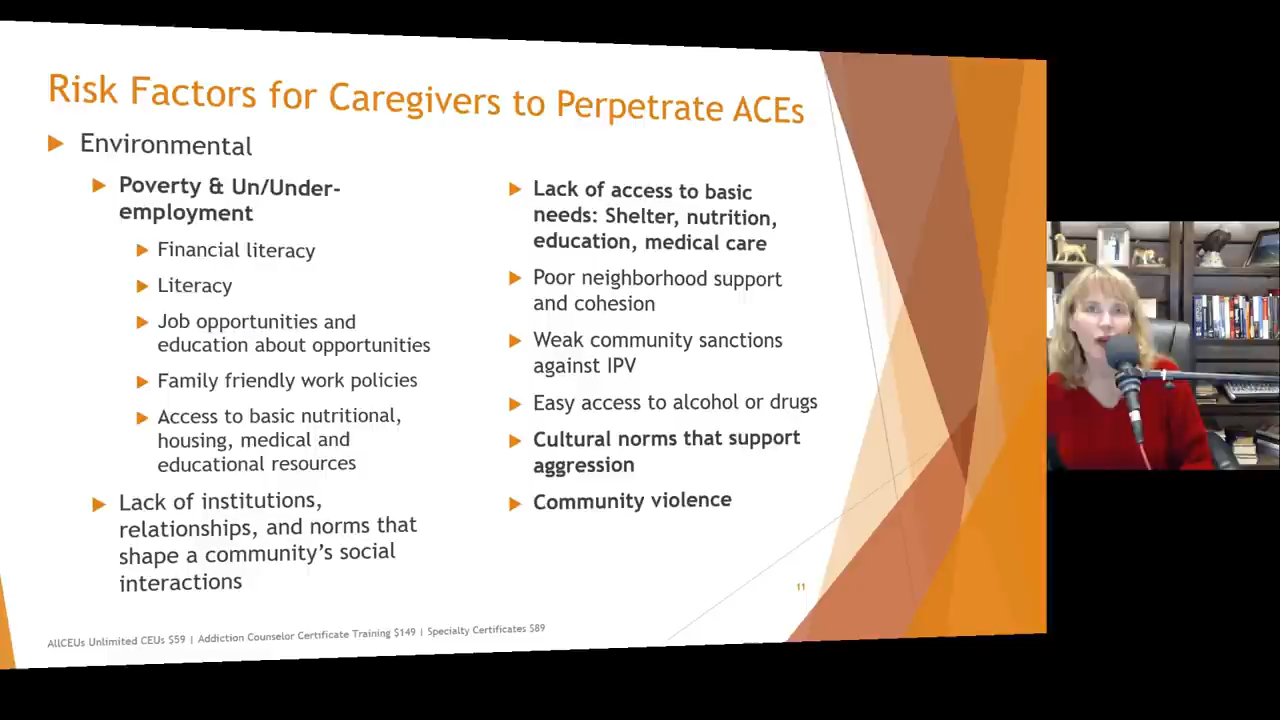 Risk Factors for Caregivers to Perpetrate ACEs
Environmental
Poverty & Un/Under-
employment
Financial literacy
Literacy
Job opportunities and
education about opportunities
Family friendly work policies
Access to basic nutritional,
housing, medical and
educational resources
Lack of institutions,
relationships, and norms that
shape a community’s social
interactions
Lack of access to basic
needs: Shelter, nutrition,
education, medical care
Poor neighborhood support
and cohesion
Weak community sanctions
against IPV
Easy access to alcohol or drugs
Cultural norms that support
aggression
Community violence
11
AllCEUs Unlimited CEUs $59 | Addiction Counselor Certificate Training $149 | Specialty Certificates $89